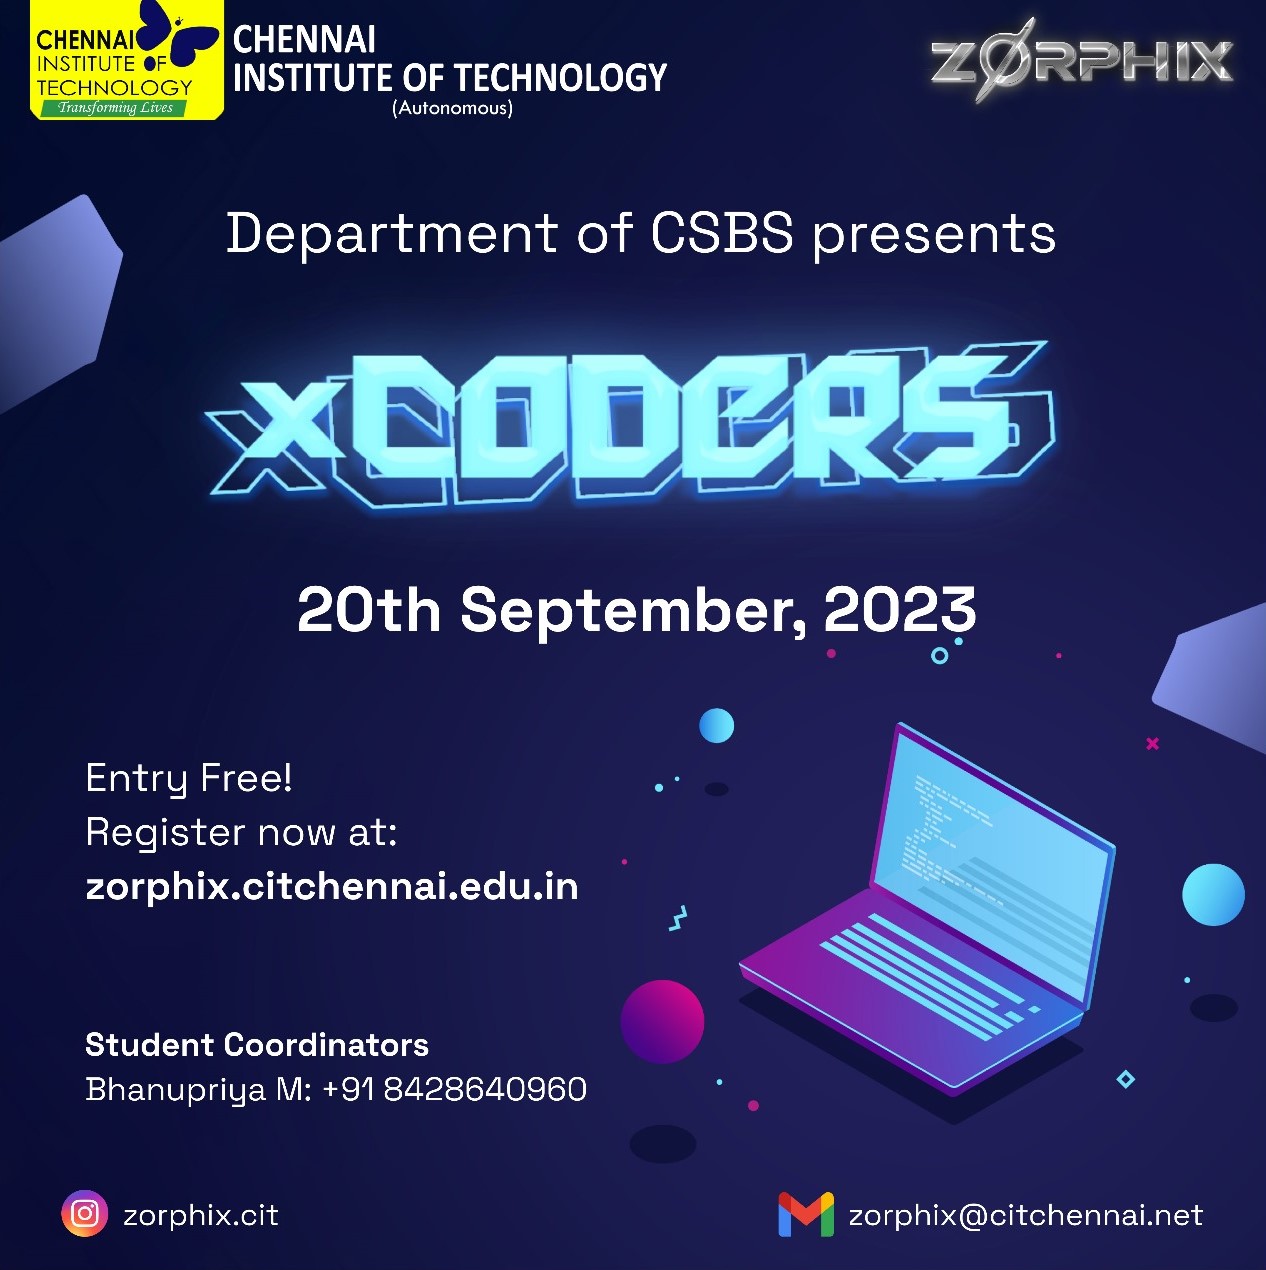 CHENNAI
INSTITUTE OF
TECHNOLOGY
Transforming Lives
CHENNAI
INSTITUTE OF TECHNOLOGY
(Autonomous)
ZORPHIX
Department of CSBS presents
xCODERS
20th September, 2023
Entry Free!
Register now at:
zorphix.citchennai.edu.in
Student Coordinators
Bhanupriya M: +91 8428640960
zorphix.cit
zorphix@citchennai.net